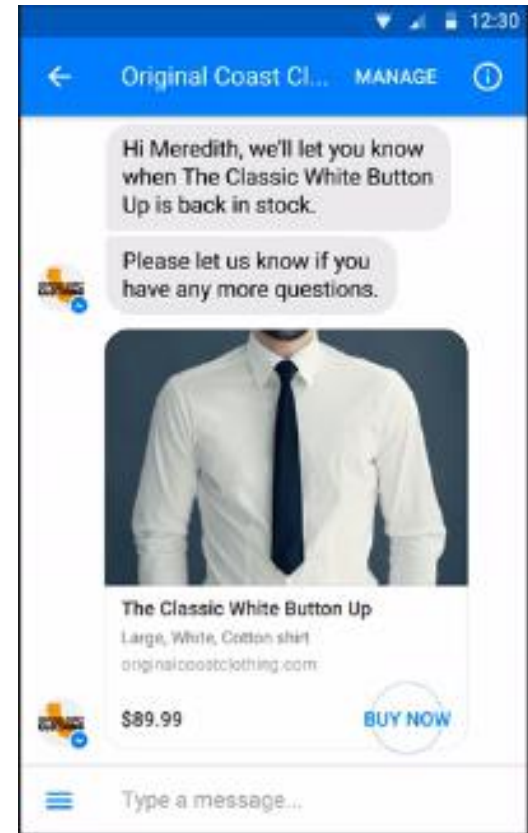 12:30
Original Coast Cl... MANAGE
Hi Meredith, we'll let you know
when The Classic White Button
Up is back in stock.
Please let us know if you
have any more questions.
The Classic White Button Up
Large, White, Cotton shirt
originalcoastclothing.com
$89.99 BUY NOW
Type a message...